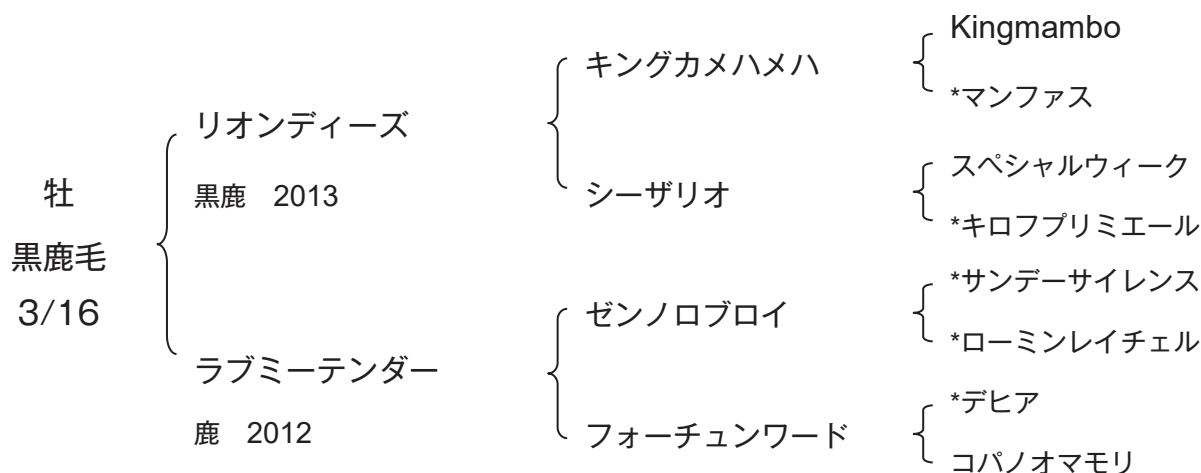 牡
黒鹿毛
3/16
リオンディーズ
黒鹿　2013
ラブミーテンダー
鹿　2012
キングカメハメハ
シーザリオ
ゼンノロブロイ
フォーチュンワード
Kingmambo
*マンファス
スペシャルウィーク
*キロフプリミエール
*サンデーサイレンス
*ローミンレイチェル
*デヒア
コパノオマモリ